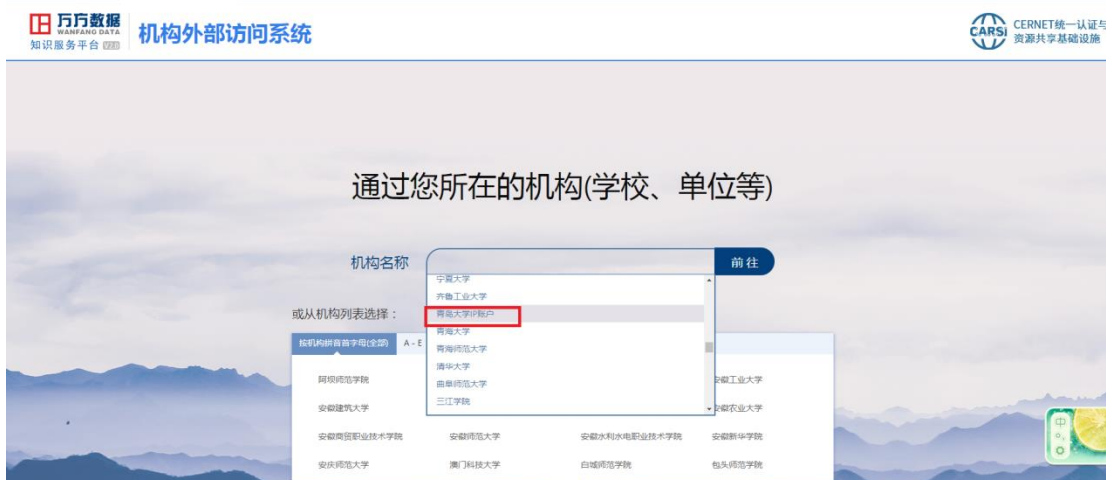 万方数据
WANFANG DATA
知识服务平台 V2.0
机构外部访问系统
CARSI
CERNET统一认证与
资源共享基础设施
通过您所在的机构(学校、单位等)
机构名称
前往
宁夏大学
齐鲁工业大学
青岛大学IP账户
青海大学
青海师范大学
清华大学
曲阜师范大学
三江学院
或从机构列表选择：
按机构拼音首字母(全部) A - E
阿坝师范学院 安徽工业大学
安徽建筑大学 安徽农业大学
安徽商贸职业技术学院 安徽师范大学 安徽水利水电职业技术学院 安徽新华学院
安庆师范大学 澳门科技大学 白城师范学院 包头师范学院
中